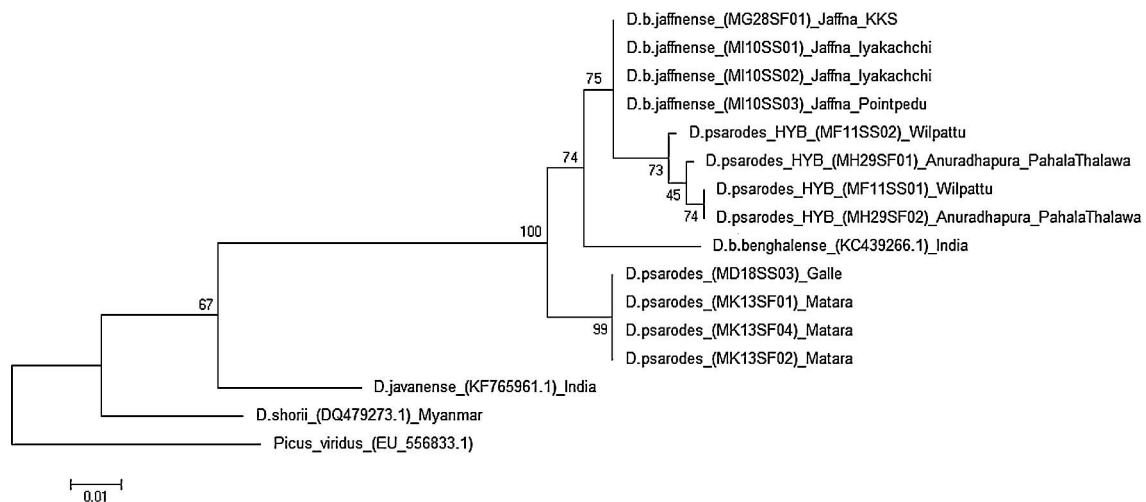 D.b.jaffnense_(MG28SF01)_Jaffna_KKS
D.b.jaffnense_(MI10SS01)_Jaffna_Iyakachchi
75
D.b.jaffnense_(MI10SS02)_Jaffna_Iyakachchi
D.b.jaffnense_(MI10SS03)_Jaffna_Pointpedu
D.psarodes_HYB_(MF11SS02)_Wilpattu
74
D.psarodes_HYB_(MH29SF01)_Anuradhapura_PahalaThalawa
73
D.psarodes_HYB_(MF11SS01)_Wilpattu
45
D.psarodes_HYB_(MH29SF02)_Anuradhapura_PahalaThalawa
74
100
D.b.benghalense_(KC439266.1)_India
D.psarodes_(MD18SS03)_Galle
67
D.psarodes_(MK13SF01)_Matara
99
D.psarodes_(MK13SF04)_Matara
D.psarodes_(MK13SF02)_Matara
D.javanense_(KF765961.1)_India
D.shorii_(DQ479273.1)_Myanmar
Picus_viridus_(EU_556833.1)
0.01